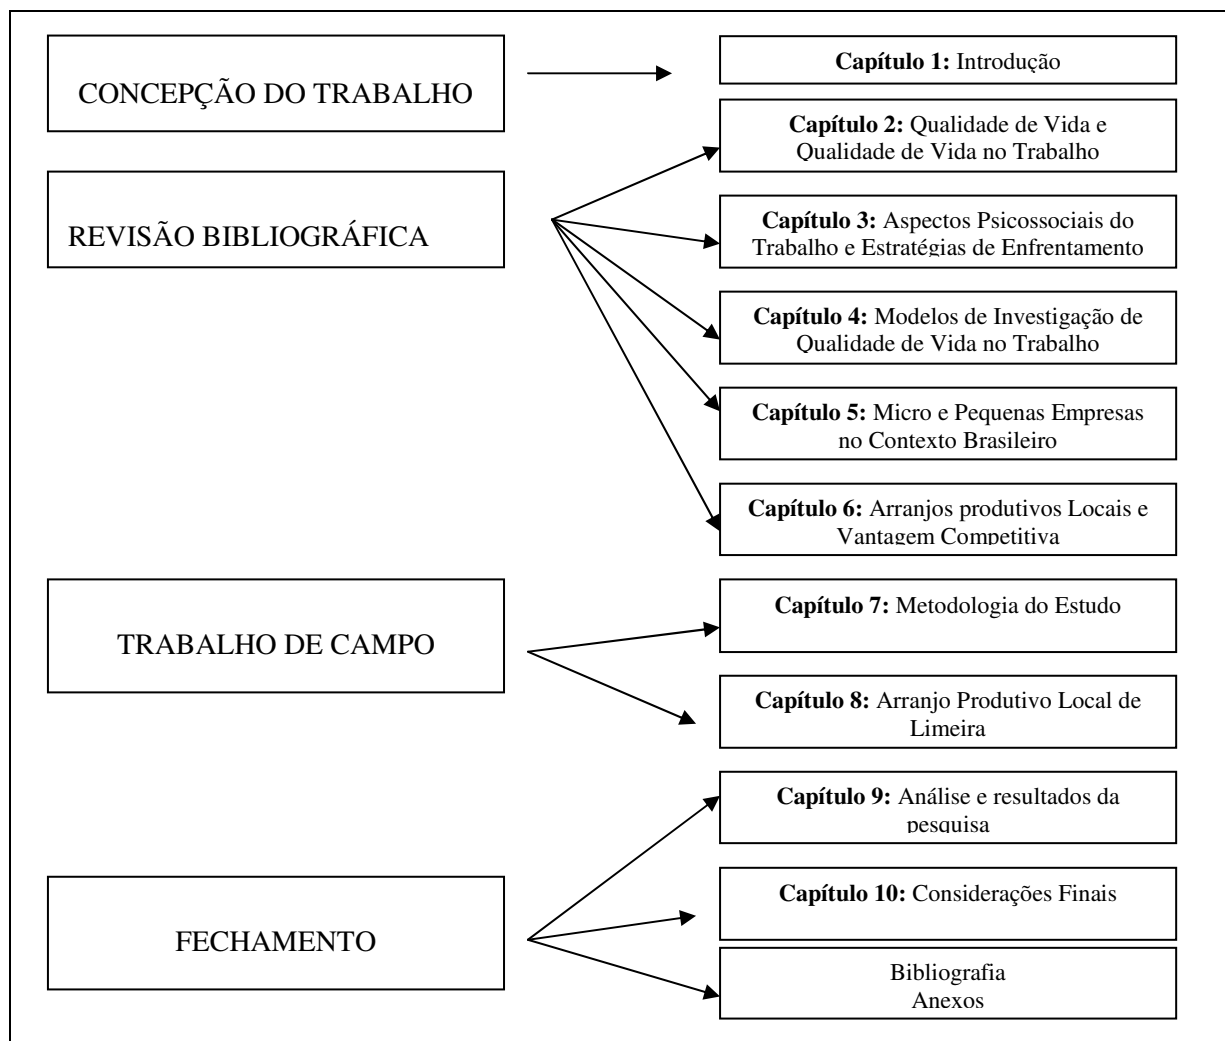 CONCEPÇÃO DO TRABALHO
Capítulo 1: Introdução
Capítulo 2: Qualidade de Vida e
Qualidade de Vida no Trabalho
REVISÃO BIBLIOGRÁFICA
Capítulo 3: Aspectos Psicossociais do
Trabalho e Estratégias de Enfrentamento
Capítulo 4: Modelos de Investigação de
Qualidade de Vida no Trabalho
Capítulo 5: Micro e Pequenas Empresas
no Contexto Brasileiro
Capítulo 6: Arranjos produtivos Locais e
Vantagem Competitiva
TRABALHO DE CAMPO
Capítulo 7: Metodologia do Estudo
Capítulo 8: Arranjo Produtivo Local de
Limeira
FECHAMENTO
Capítulo 9: Análise e resultados da
pesquisa
Capítulo 10: Considerações Finais
Bibliografia
Anexos